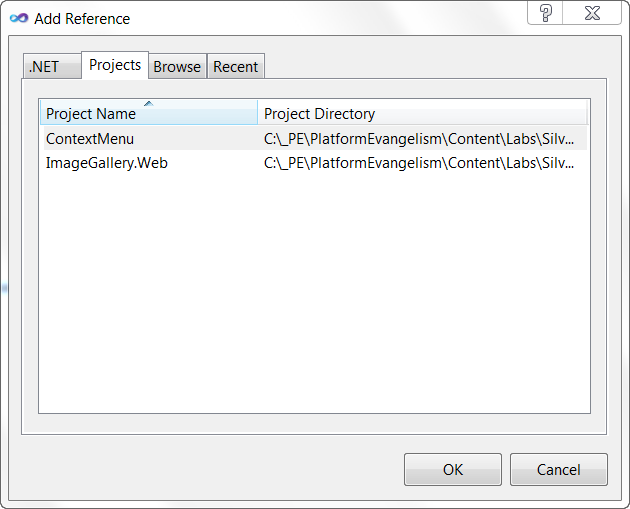 Add Reference
.NET Projects Browse Recent
Project Name Project Directory
ContextMenu C:\_PE\PlatformEvangelism\Content\Labs\Silv...
ImageGallery.Web C:\_PE\PlatformEvangelism\Content\Labs\Silv...
OK Cancel